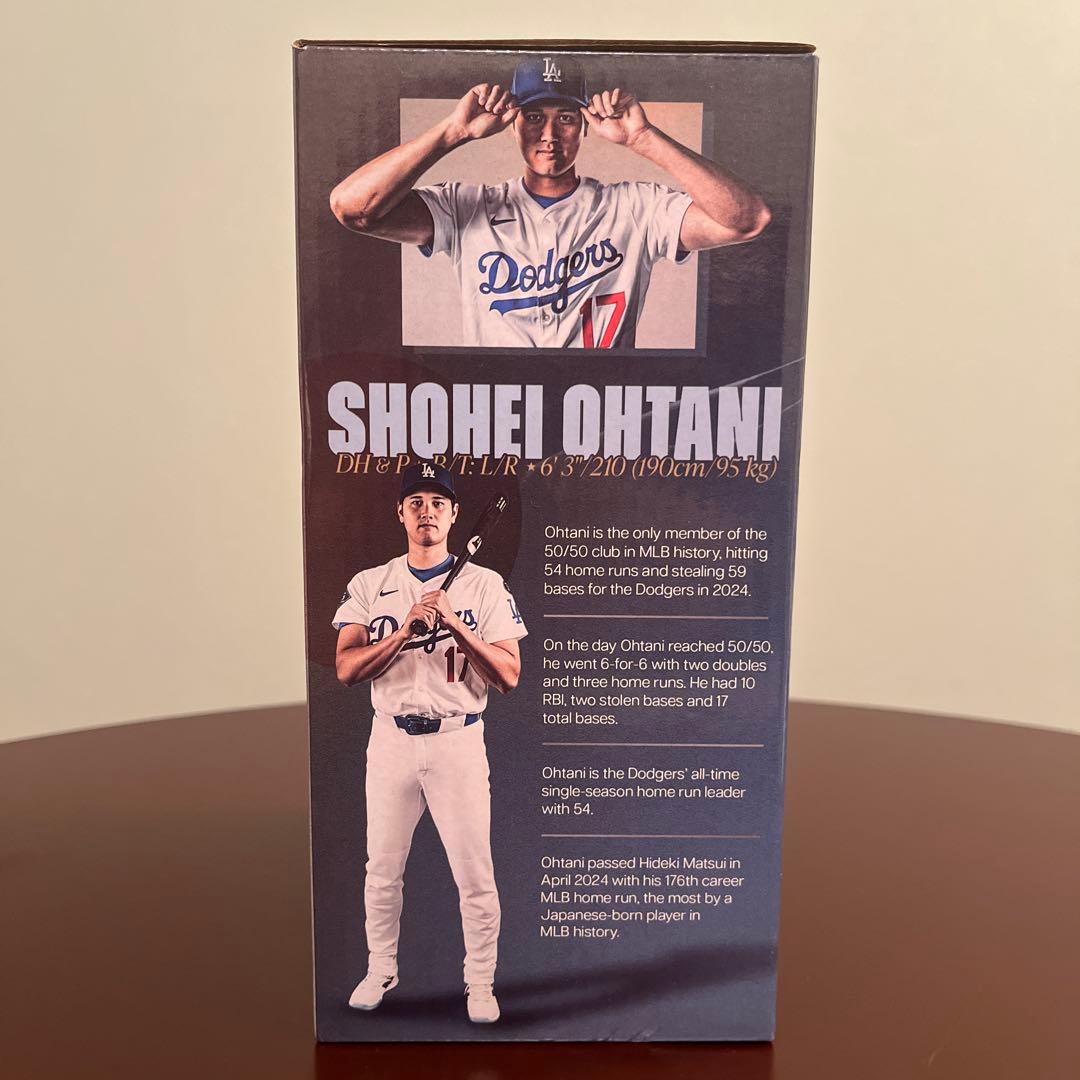 LA
Dodgers
17
SHOHEI OHTANI
DH & P B/T: L/R ★ 6' 3"/210 (190cm/95 kg)
LA
Dodgers
17
LA
Ohtani is the only member of the
50/50 club in MLB history, hitting
54 home runs and stealing 59
bases for the Dodgers in 2024.
On the day Ohtani reached 50/50,
he went 6-for-6 with two doubles
and three home runs. He had 10
RBI, two stolen bases and 17
total bases.
Ohtani is the Dodgers' all-time
single-season home run leader
with 54.
Ohtani passed Hideki Matsui in
April 2024 with his 176th career
MLB home run, the most by a
Japanese-born player in
MLB history.